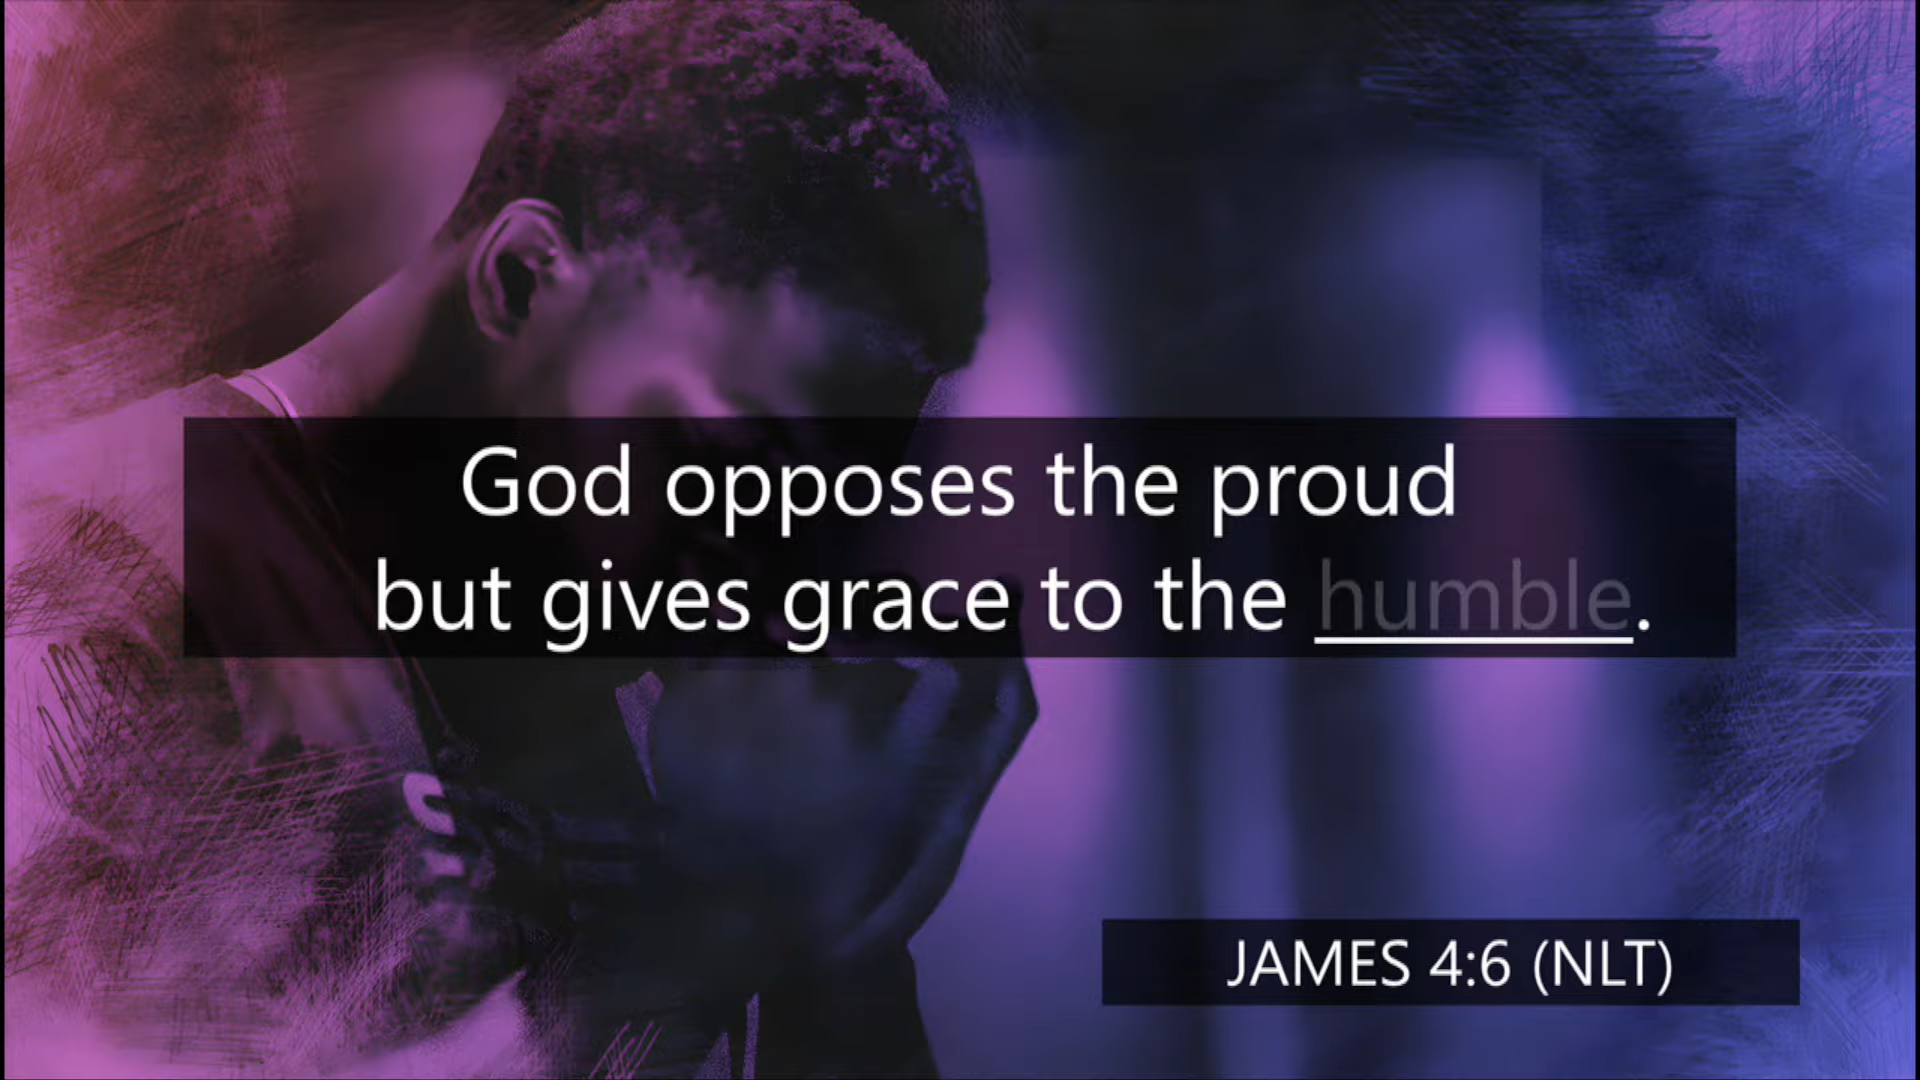 God opposes the proud
but gives grace to the humble.
JAMES 4:6 (NLT)